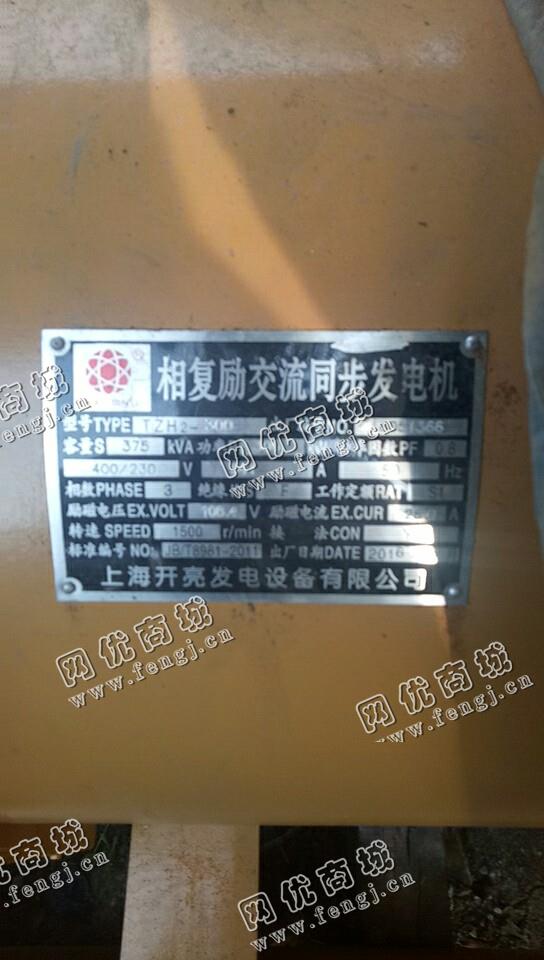 相复励交流同步发电机
型号TYPE TZH2-300 NO. 1366
容量S 375 kVA 功率 因数PF 0.8
400/230 V A 50 Hz
相数PHASE 3 绝缘 F 工作定额RAT S1
励磁电压EX.VOLT V 励磁电流EX.CUR A
转速 SPEED 1500 r/min 接 法CON
标准编号 NO: JB/T8981-2011 出厂日期DATE 2016
上海开亮发电设备有限公司
网优商城
www.fengj.cn
网优商城
www.fengj.cn
网优商城
www.fengj.cn
网优商城
www.fengj.cn
网优商城
www.fengj.cn
网优商城
www.fengj.cn